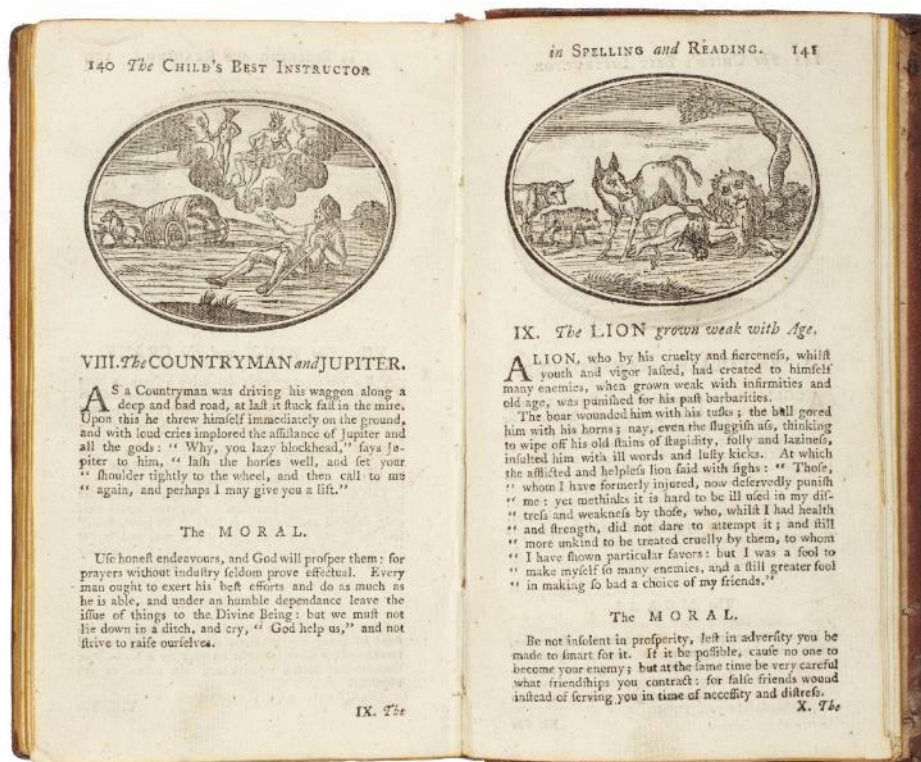 140 The CHILD'S BEST INSTRUCTOR
VIII. The COUNTRYMAN and JUPITER.
AS a Countryman was driving his waggon along a
deep and bad road, at laſt it ſtuck faſt in the mire.
Upon this he threw himſelf immediately on the ground,
and with loud cries implored the aſſiſtance of Jupiter and
all the gods: “ Why, you lazy blockhead,” ſays Ju-
piter to him, “ laſh the horſes well, and ſet your
“ ſhoulder tightly to the wheel, and then call to me
“ again, and perhaps I may give you a lift.”
The MORAL.
Uſe honeſt endeavours, and God will proſper them: for
prayers without induſtry ſeldom prove effectual. Every
man ought to exert his beſt efforts and do as much as
he is able, and under an humble dependance leave the
iſſue of things to the Divine Being: but we muſt not
lie down in a ditch, and cry, “ God help us,” and not
ſtrive to raiſe ourſelves.
IX. The
in SPELLING and READING. 141
IX. The LION grown weak with Age.
A LION, who by his cruelty and fierceneſs, whilſt
youth and vigor laſted, had created to himſelf
many enemies, when grown weak with infirmities and
old age, was puniſhed for his paſt barbarities.
The boar wounded him with his tuſks; the bull gored
him with his horns; nay, even the ſluggiſh aſs, thinking
to wipe off his old ſtains of ſtupidity, folly and lazineſs,
inſulted him with ill words and luſty kicks. At which
the afflicted and helpleſs lion ſaid with ſighs: “ Thoſe,
“ whom I have formerly injured, now deſervedly puniſh
“ me: yet methinks it is hard to be ill uſed in my diſ-
“ treſs and weakneſs by thoſe, who, whilſt I had health
“ and ſtrength, did not dare to attempt it; and ſtill
“ more unkind to be treated cruelly by them, to whom
“ I have ſhown particular favors: but I was a fool to
“ make myſelf ſo many enemies, and a ſtill greater fool
“ in making ſo bad a choice of my friends.”
The MORAL.
Be not inſolent in proſperity, leſt in adverſity you be
made to ſmart for it. If it be poſſible, cauſe no one to
become your enemy; but at the ſame time be very careful
what friendſhips you contract: for falſe friends wound
inſtead of ſerving you in time of neceſſity and diſtreſs.
X. The